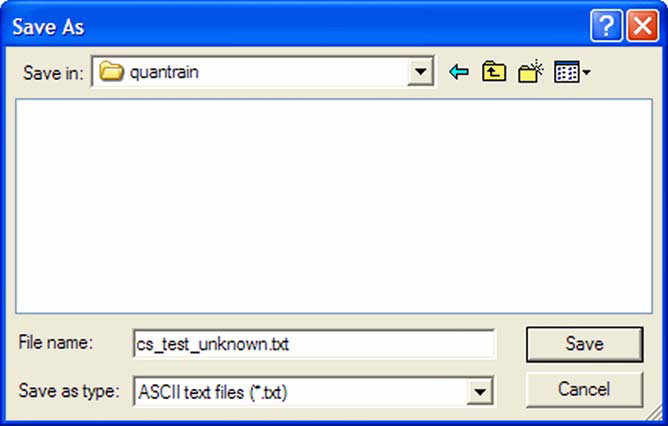 Save As
Save in: quantrain
File name: cs_test_unknown.txt Save
Save as type: ASCII text files (*.txt) Cancel